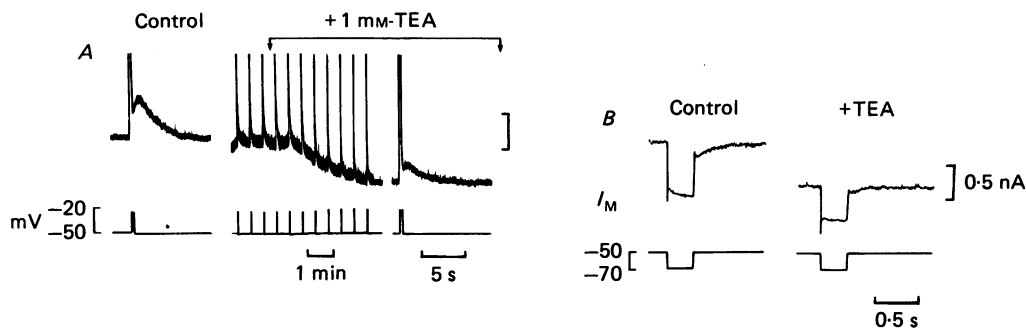 Control
+ 1 mM-TEA
A
mV
−20
−50
1 min
5 s
B
Control
+TEA
0·5 nA
I_M
−50
−70
0·5 s